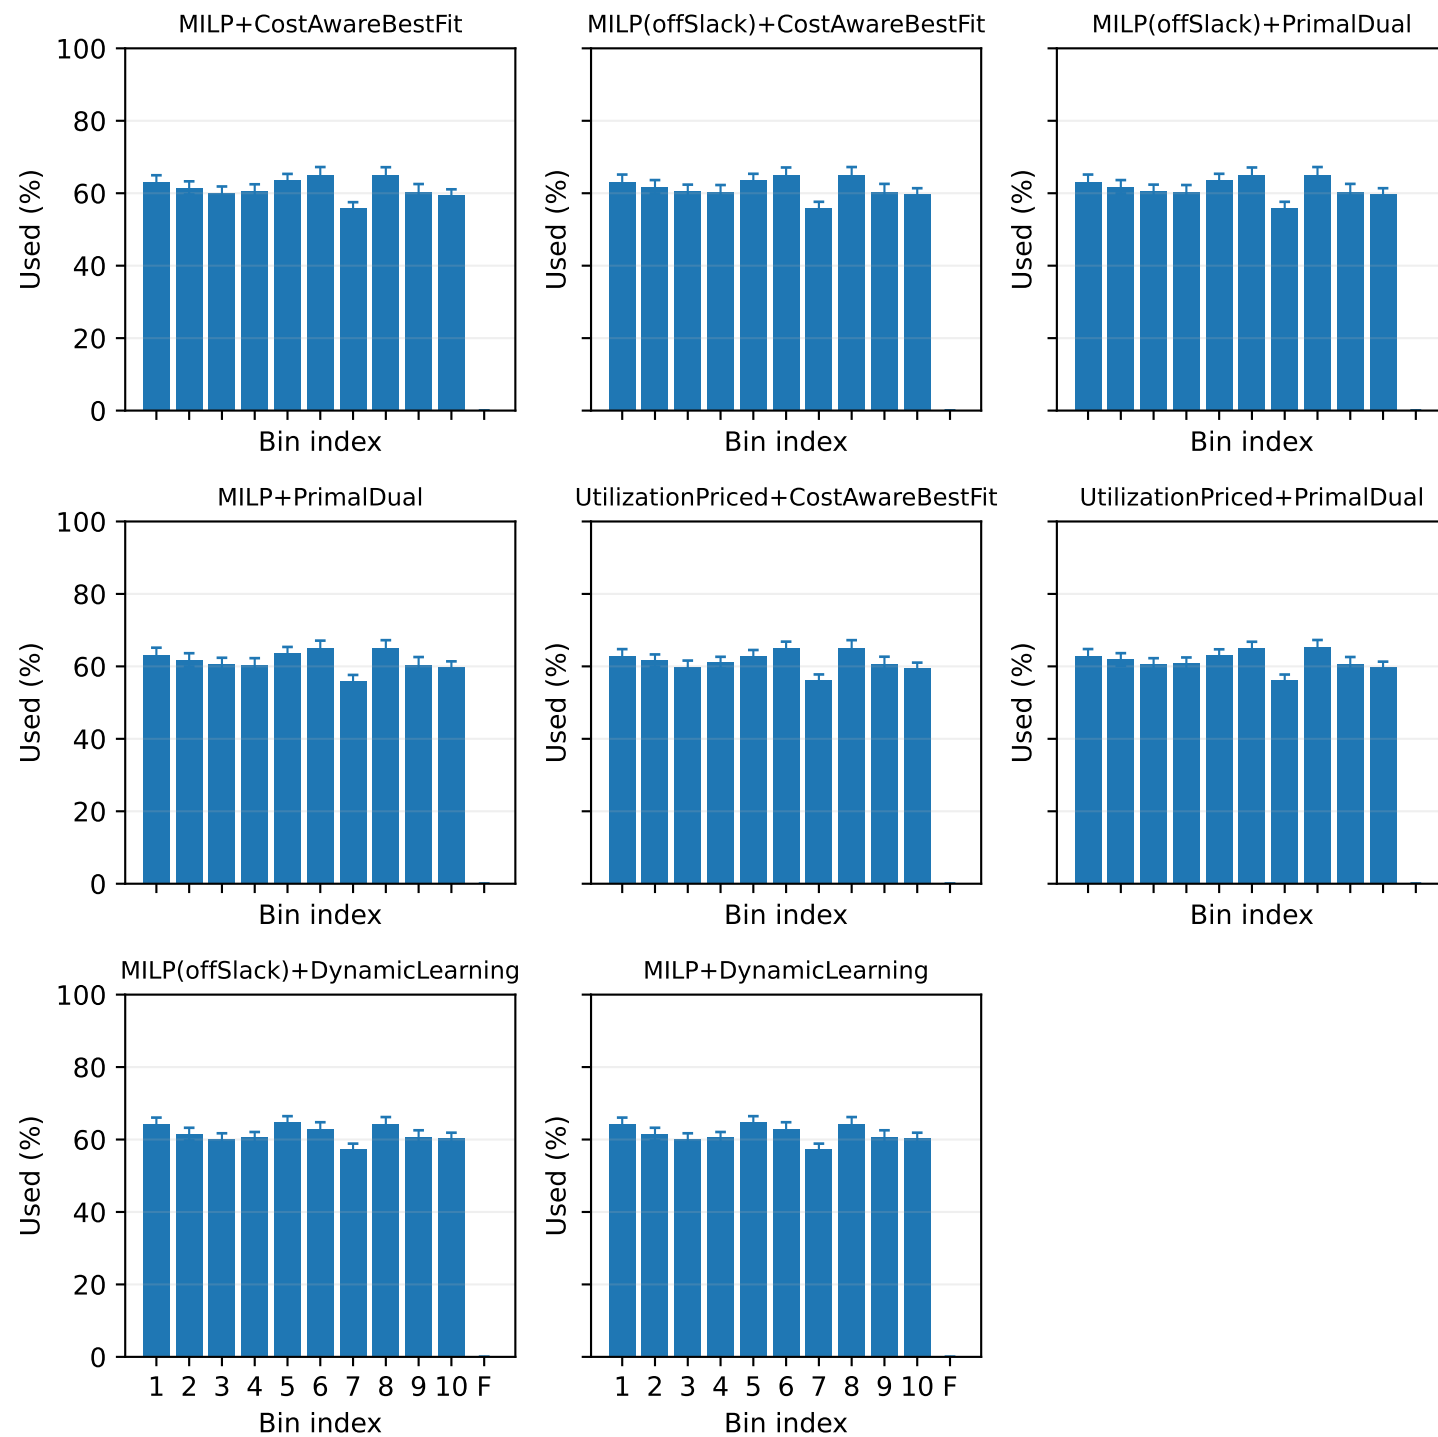 MILP+CostAwareBestFit
MILP(offSlack)+CostAwareBestFit
MILP(offSlack)+PrimalDual
100
80
60
40
20
0
Used (%)
Used (%)
Used (%)
Bin index
Bin index
Bin index
MILP+PrimalDual
UtilizationPriced+CostAwareBestFit
UtilizationPriced+PrimalDual
100
80
60
40
20
0
Used (%)
Used (%)
Used (%)
Bin index
Bin index
Bin index
MILP(offSlack)+DynamicLearning
MILP+DynamicLearning
100
80
60
40
20
0
Used (%)
Used (%)
1 2 3 4 5 6 7 8 9 10 F
1 2 3 4 5 6 7 8 9 10 F
Bin index
Bin index